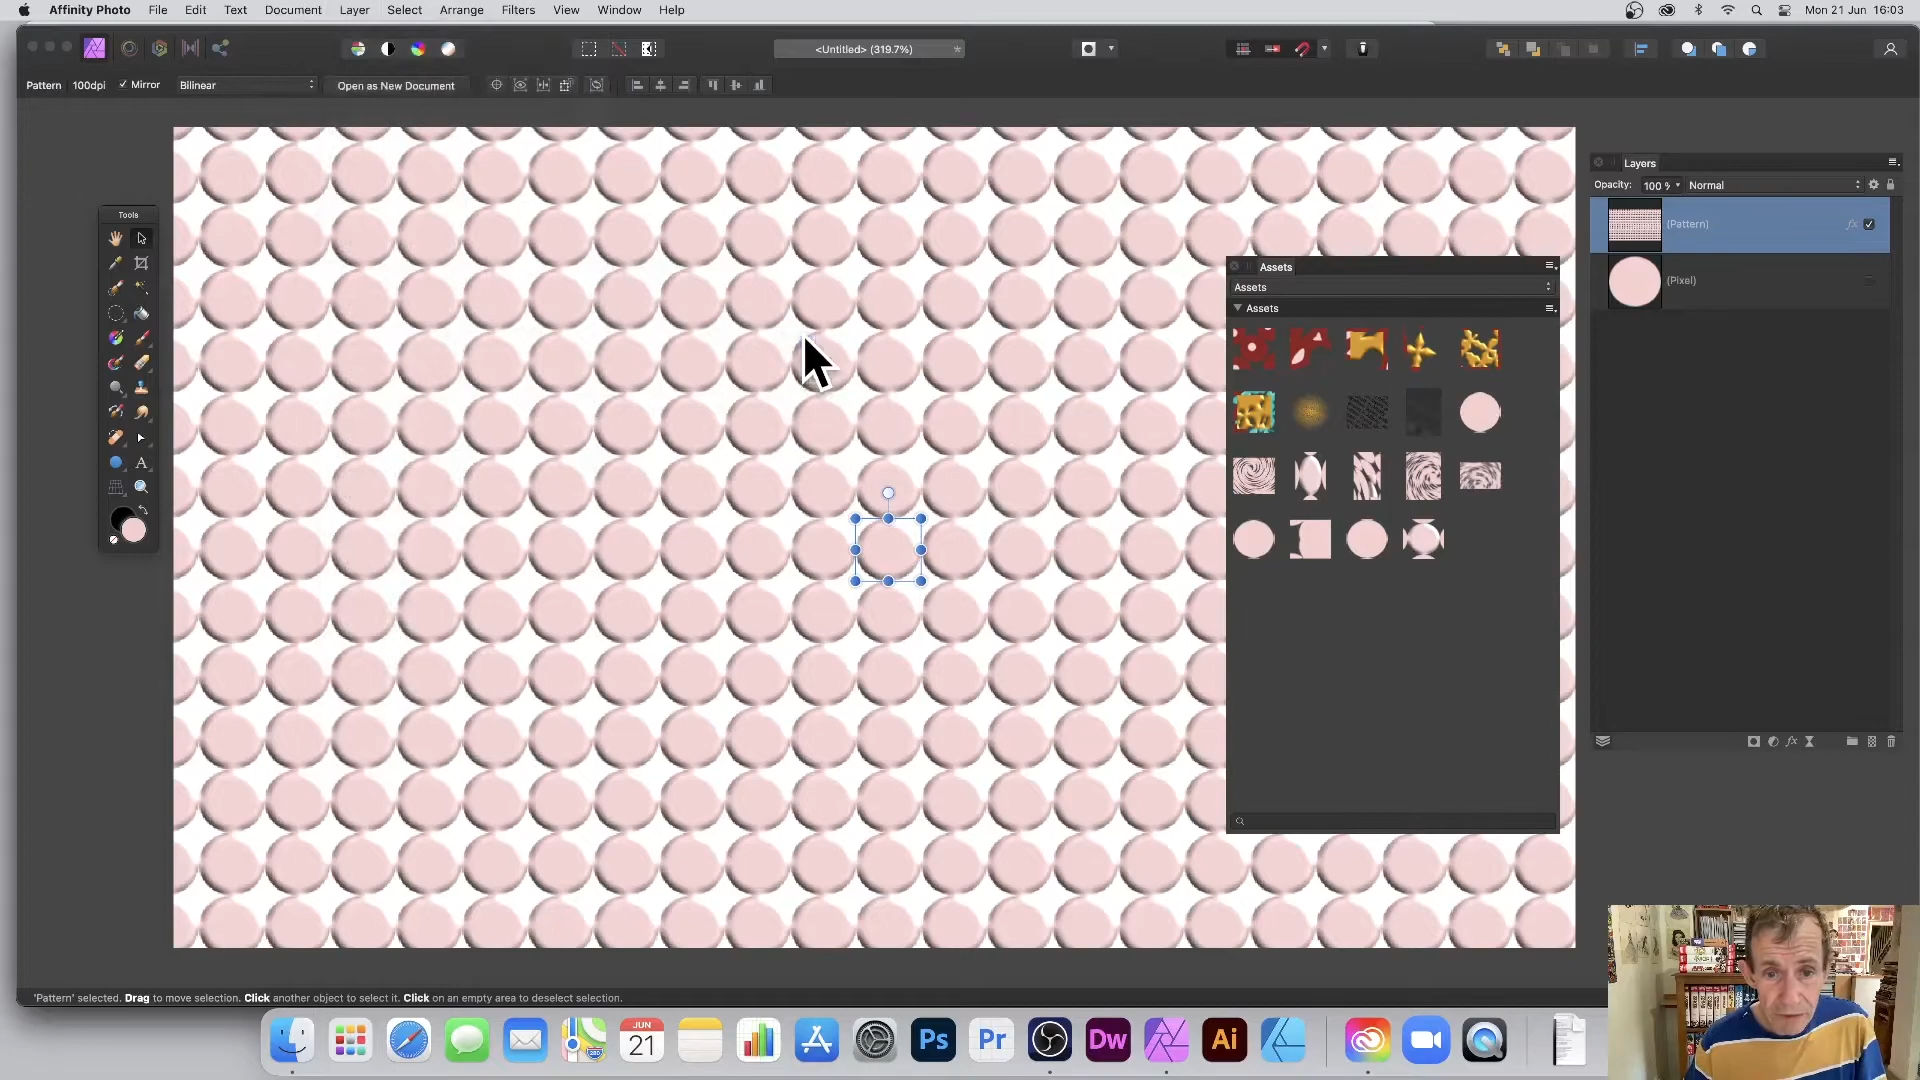 Affinity Photo File Edit Text Document Layer Select Arrange Filters View Window Help Mon 21 Jun 16:03
<Untitled> (319.7%) *
Pattern 100dpi Mirror Bilinear Open as New Document
Layers
Opacity: 100 % Normal
Tools
(Pattern) fx
Assets
(Pixel)
Assets
Assets
A
fx
'Pattern' selected. Drag to move selection. Click another object to select it. Click on an empty area to deselect selection.
JUN
21
280
Ps
Pr
Dw
Ai